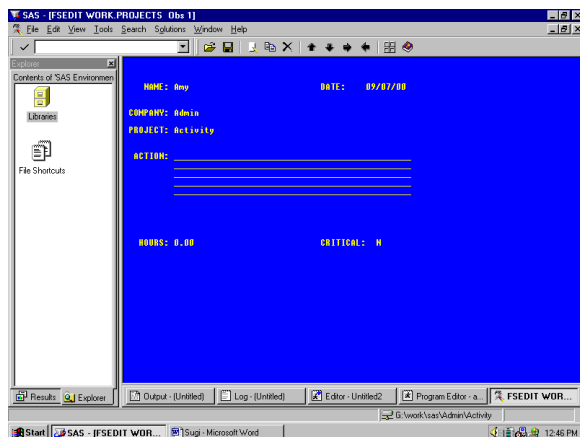 SAS - [FSEDIT WORK.PROJECTS Obs 1]
File Edit View Tools Search Solutions Window Help
Explorer
Contents of 'SAS Environmen
Libraries
File Shortcuts
NAME: Amy DATE: 09/07/00
COMPANY: Admin
PROJECT: Activity
ACTION:
HOURS: 0.00 CRITICAL: N
Results Explorer Output - (Untitled) Log - (Untitled) Editor - Untitled2 Program Editor - a... FSEDIT WOR...
G:\work\sas\Admin\Activity
Start SAS - [FSEDIT WOR... Sugi - Microsoft Word 12:46 PM